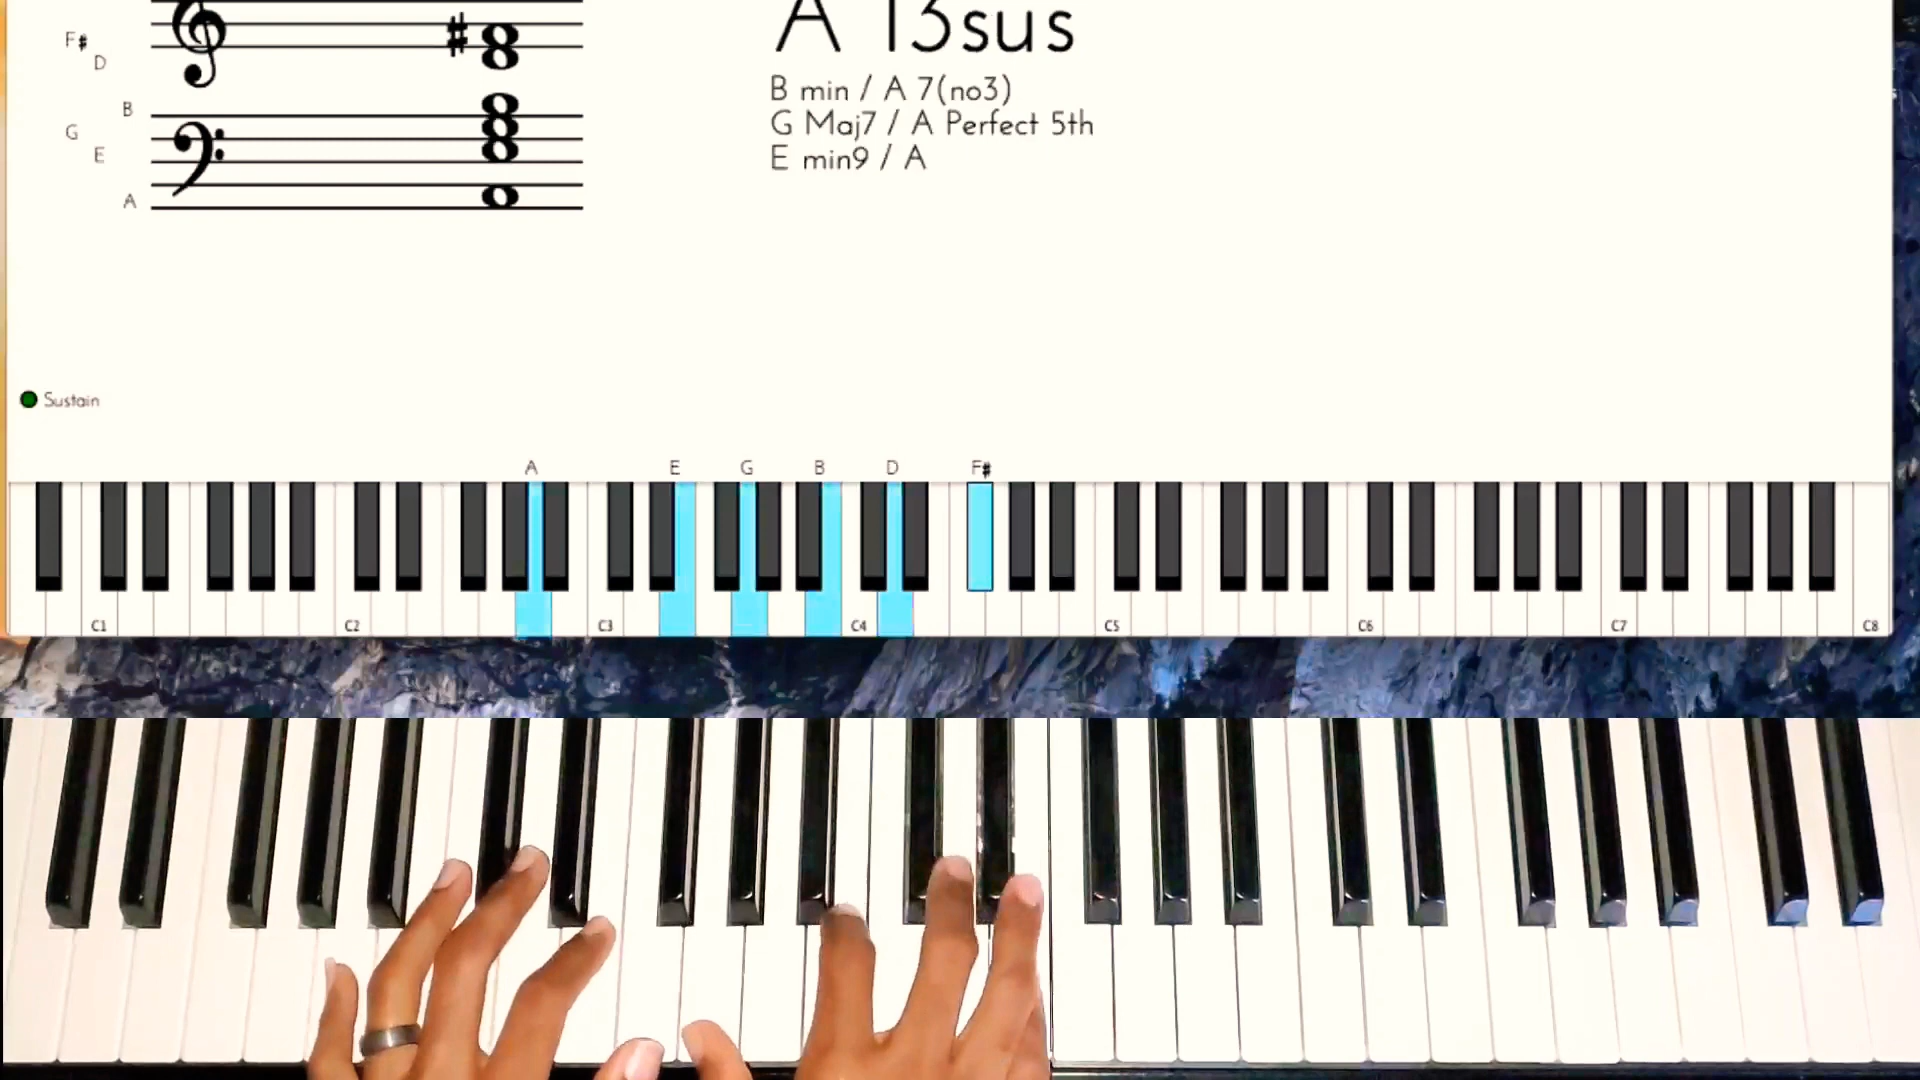 A 13sus
F#
D
B min / A 7(no3)
B
G Maj7 / A Perfect 5th
G
E
E min9 / A
A
Sustain
A E G B D F#
C1 C2 C3 C4 C5 C6 C7 C8